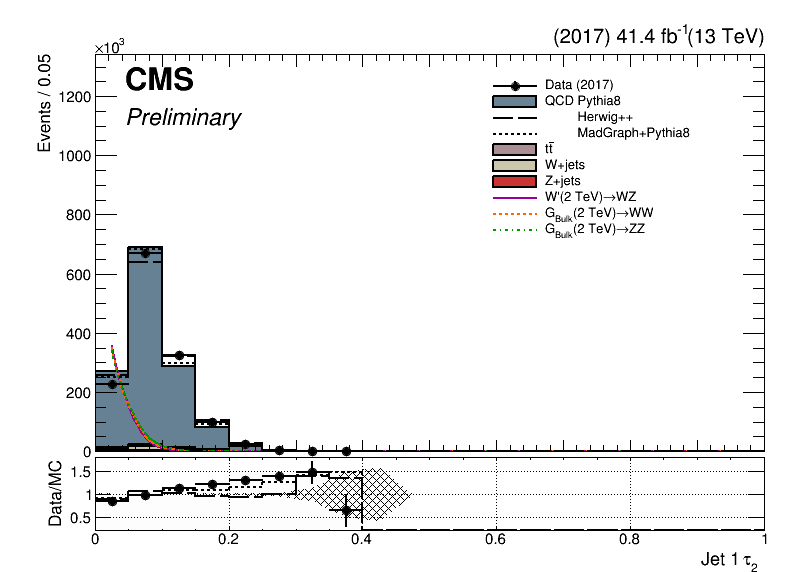 (2017) 41.4 fb⁻¹(13 TeV)
×10³
CMS
Preliminary
Events / 0.05
1200
1000
800
600
400
200
0
Data (2017)
QCD Pythia8
Herwig++
MadGraph+Pythia8
tt̅
W+jets
Z+jets
W'(2 TeV)→WZ
G_Bulk(2 TeV)→WW
G_Bulk(2 TeV)→ZZ
Data/MC
1.5
1
0.5
0 0.2 0.4 0.6 0.8 1
Jet 1 τ₂